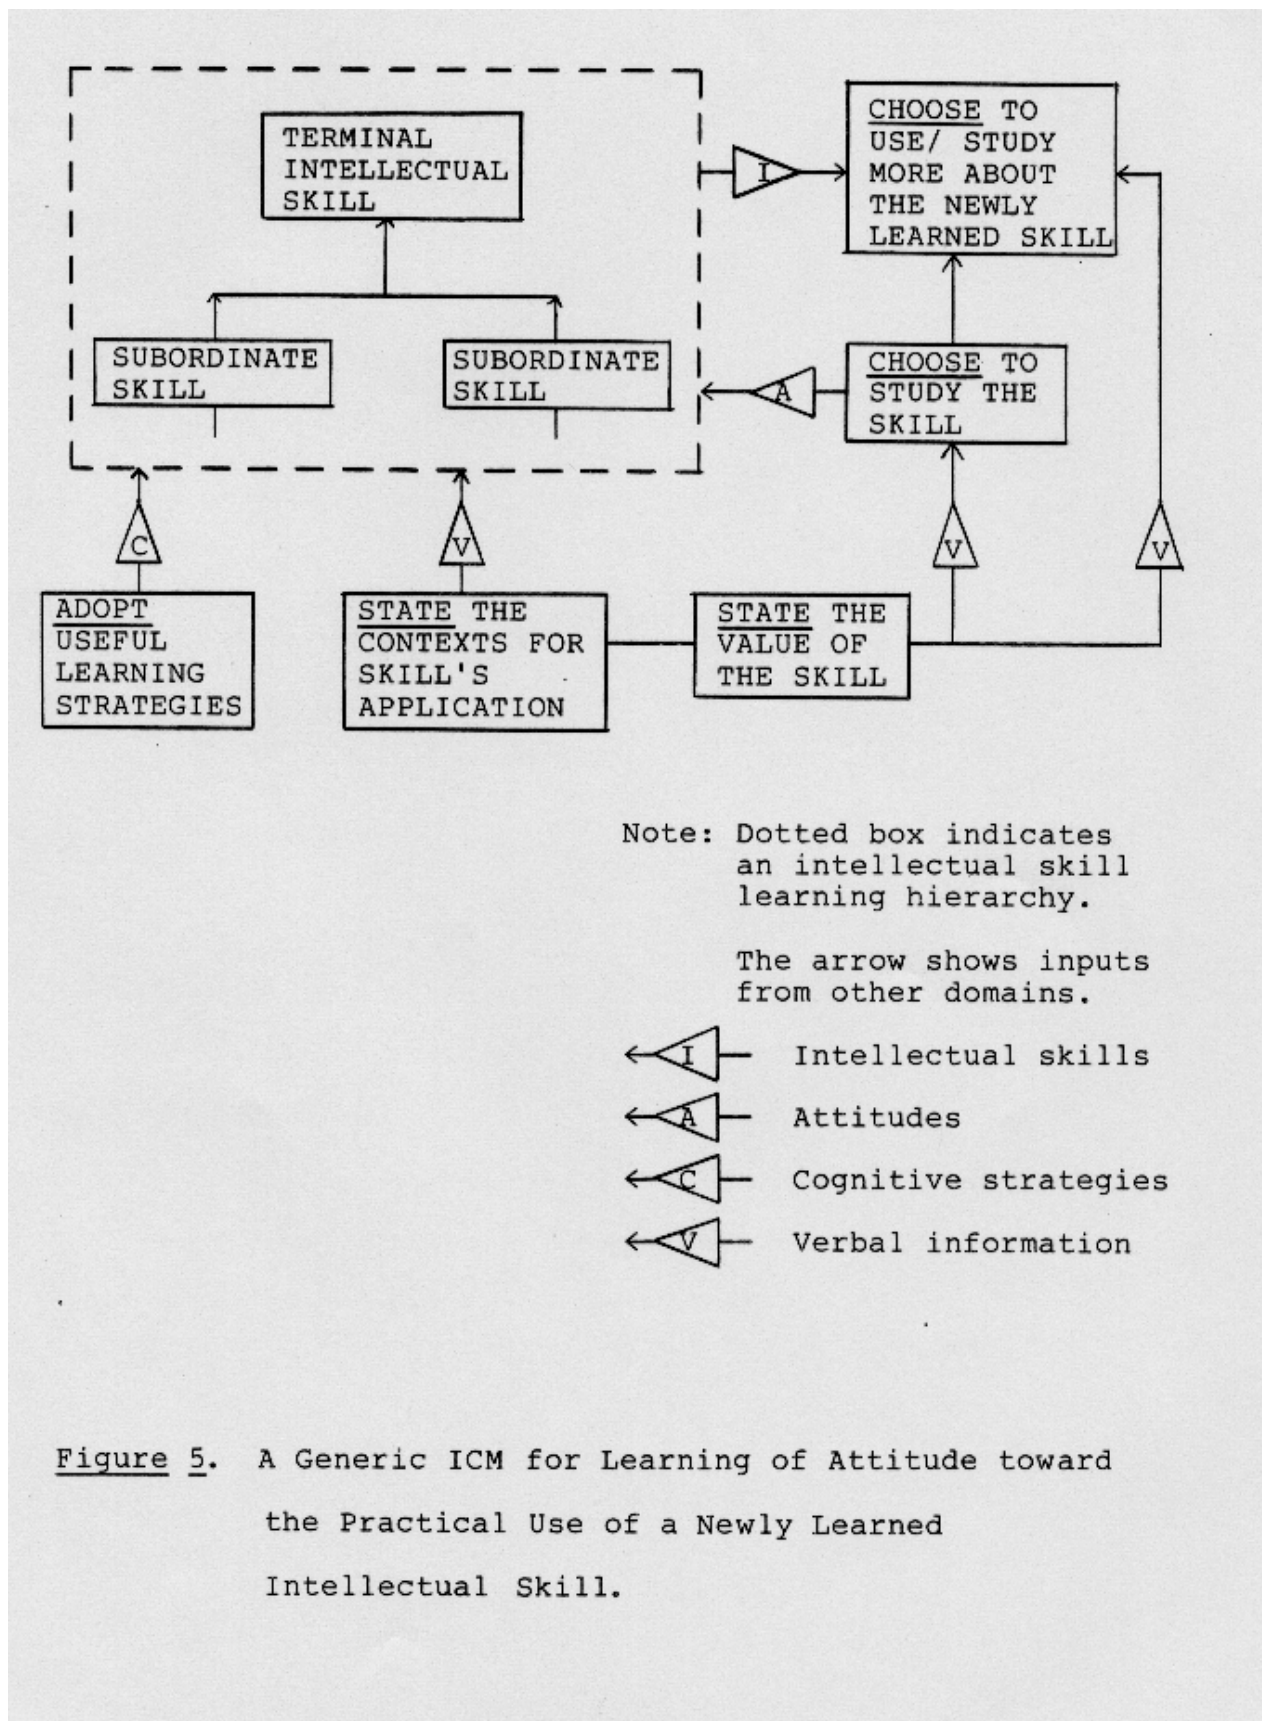 TERMINAL
INTELLECTUAL
SKILL
SUBORDINATE
SKILL
SUBORDINATE
SKILL
I
CHOOSE TO
USE/ STUDY
MORE ABOUT
THE NEWLY
LEARNED SKILL
A
CHOOSE TO
STUDY THE
SKILL
C
V
V
V
ADOPT
USEFUL
LEARNING
STRATEGIES
STATE THE
CONTEXTS FOR
SKILL'S
APPLICATION
STATE THE
VALUE OF
THE SKILL
Note: Dotted box indicates
an intellectual skill
learning hierarchy.
The arrow shows inputs
from other domains.
I Intellectual skills
A Attitudes
C Cognitive strategies
V Verbal information
Figure 5. A Generic ICM for Learning of Attitude toward
the Practical Use of a Newly Learned
Intellectual Skill.